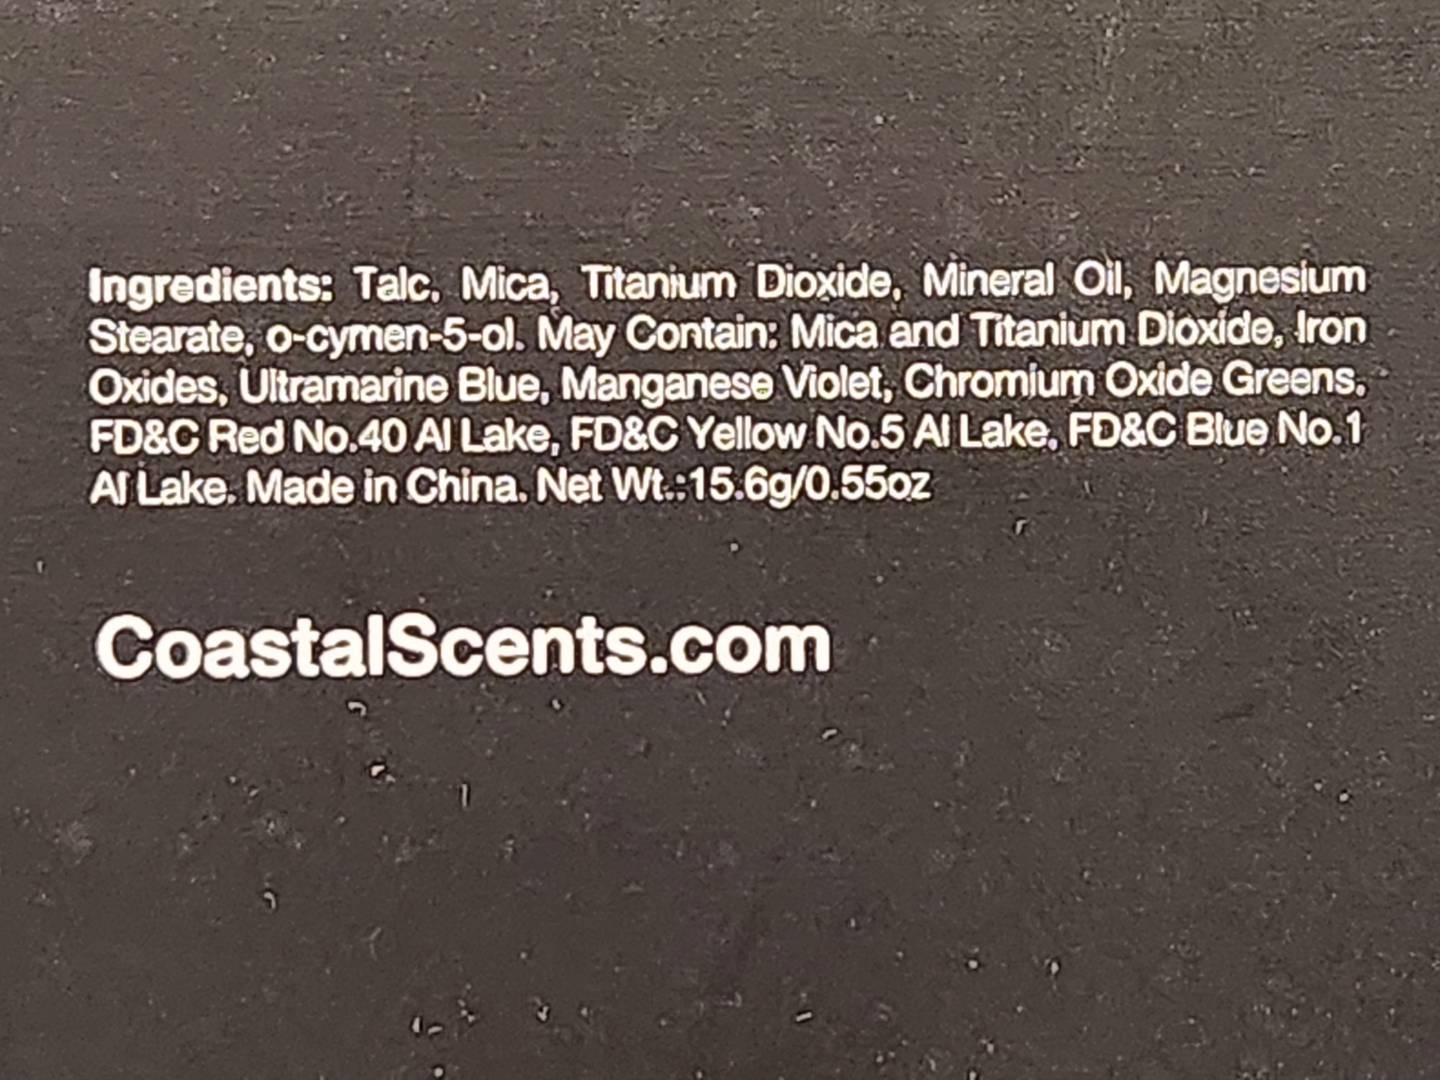 Ingredients: Talc, Mica, Titanium Dioxide, Mineral Oil, Magnesium
Stearate, o-cymen-5-ol. May Contain: Mica and Titanium Dioxide, Iron
Oxides, Ultramarine Blue, Manganese Violet, Chromium Oxide Greens,
FD&C Red No.40 Al Lake, FD&C Yellow No.5 Al Lake, FD&C Blue No.1
Al Lake. Made in China. Net Wt.:15.6g/0.55oz
CoastalScents.com